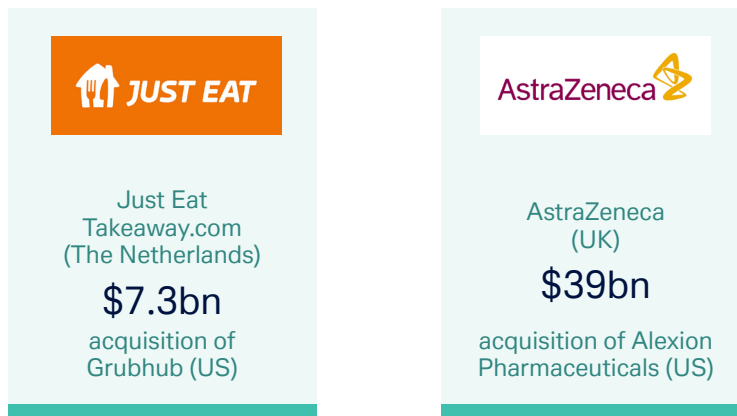 JUST EAT
Just Eat
Takeaway.com
(The Netherlands)
$7.3bn
acquisition of
Grubhub (US)
AstraZeneca
AstraZeneca
(UK)
$39bn
acquisition of Alexion
Pharmaceuticals (US)